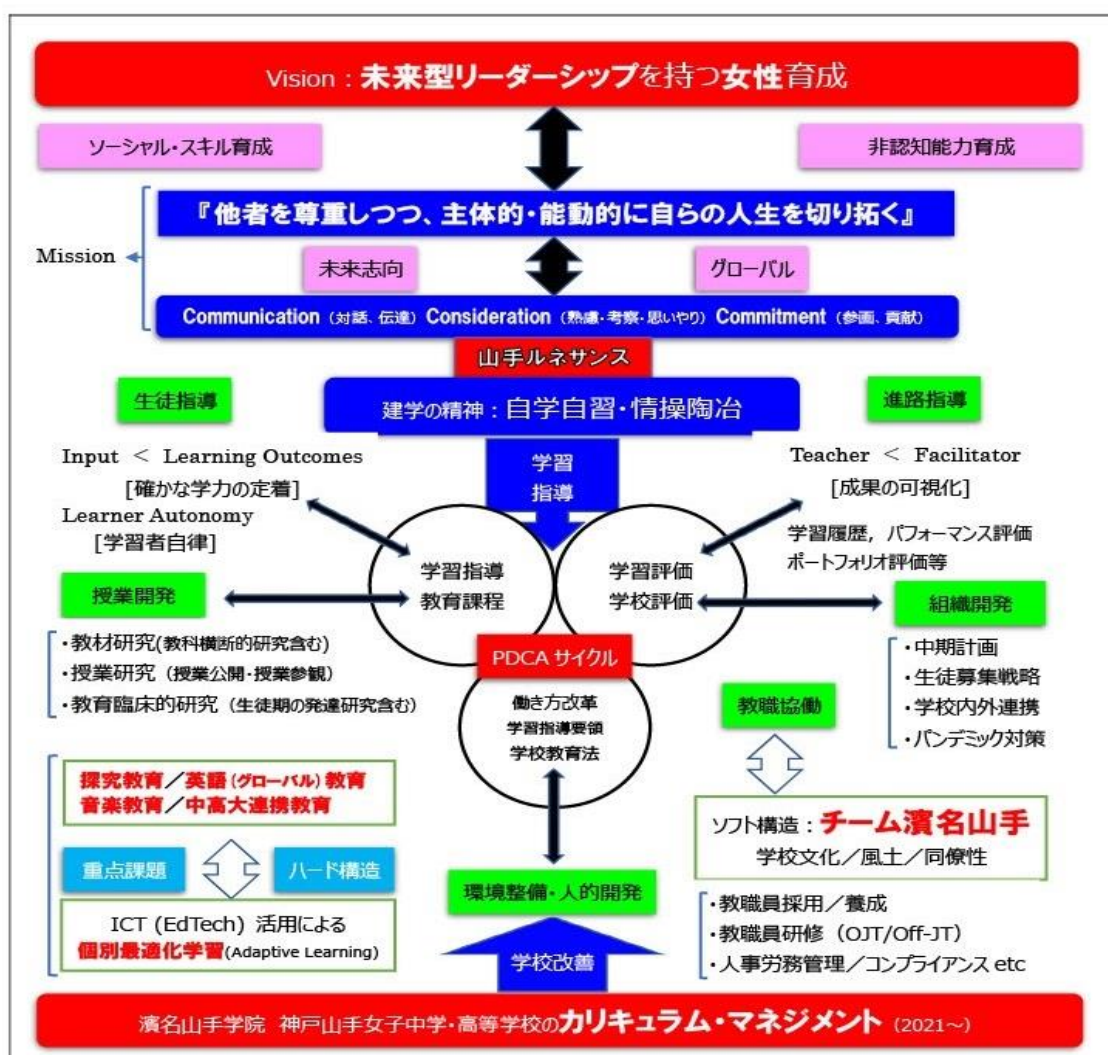 Vision：未来型リーダーシップを持つ女性育成
ソーシャル・スキル育成
非認知能力育成
『他者を尊重しつつ、主体的・能動的に自らの人生を切り拓く』
Mission
未来志向
グローバル
Communication（対話、伝達）Consideration（熟慮・考察・思いやり）Commitment（参画、貢献）
山手ルネサンス
生徒指導
建学の精神：自学自習・情操陶冶
進路指導
Input ＜ Learning Outcomes
[確かな学力の定着]
Learner Autonomy
[学習者自律]
学習
指導
Teacher ＜ Facilitator
[成果の可視化]
学習履歴，パフォーマンス評価
ポートフォリオ評価等
学習指導
教育課程
学習評価
学校評価
授業開発
組織開発
・教材研究(教科横断的研究含む)
・授業研究（授業公開・授業参観）
・教育臨床的研究（生徒期の発達研究含む）
PDCA サイクル
働き方改革
学習指導要領
学校教育法
・中期計画
・生徒募集戦略
・学校内外連携
・パンデミック対策
教職協働
探究教育／英語(グローバル)教育
音楽教育／中高大連携教育
重点課題
ハード構造
ICT (EdTech) 活用による
個別最適化学習(Adaptive Learning)
ソフト構造：チーム濱名山手
学校文化／風土／同僚性
環境整備・人的開発
・教職員採用／養成
・教職員研修（OJT/Off-JT）
・人事労務管理／コンプライアンス etc
学校改善
濱名山手学院 神戸山手女子中学・高等学校のカリキュラム・マネジメント（2021～）